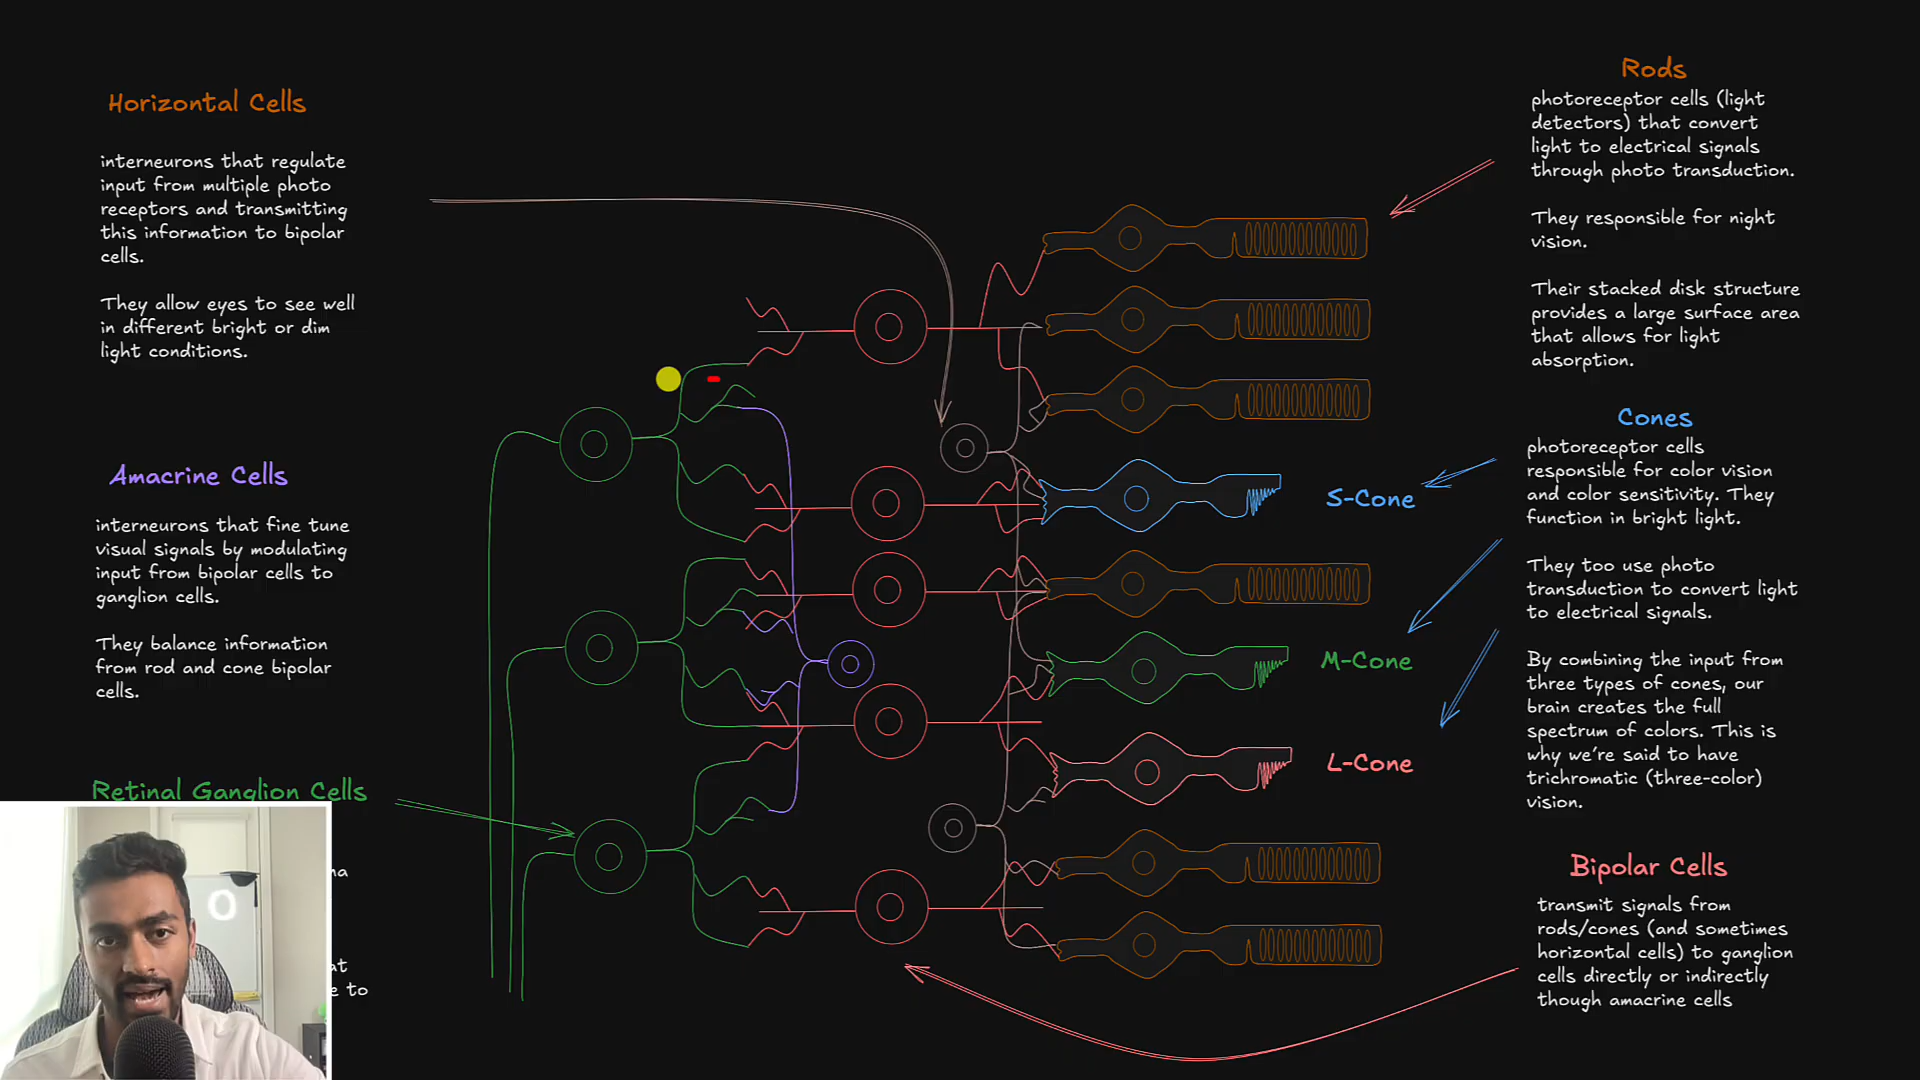 Horizontal Cells
interneurons that regulate
input from multiple photo
receptors and transmitting
this information to bipolar
cells.
They allow eyes to see well
in different bright or dim
light conditions.
Amacrine Cells
interneurons that fine tune
visual signals by modulating
input from bipolar cells to
ganglion cells.
They balance information
from rod and cone bipolar
cells.
Retinal Ganglion Cells
to
S-Cone
M-Cone
L-Cone
Rods
photoreceptor cells (light
detectors) that convert
light to electrical signals
through photo transduction.
They responsible for night
vision.
Their stacked disk structure
provides a large surface area
that allows for light
absorption.
Cones
photoreceptor cells
responsible for color vision
and color sensitivity. They
function in bright light.
They too use photo
transduction to convert light
to electrical signals.
By combining the input from
three types of cones, our
brain creates the full
spectrum of colors. This is
why we're said to have
trichromatic (three-color)
vision.
Bipolar Cells
transmit signals from
rods/cones (and sometimes
horizontal cells) to ganglion
cells directly or indirectly
though amacrine cells